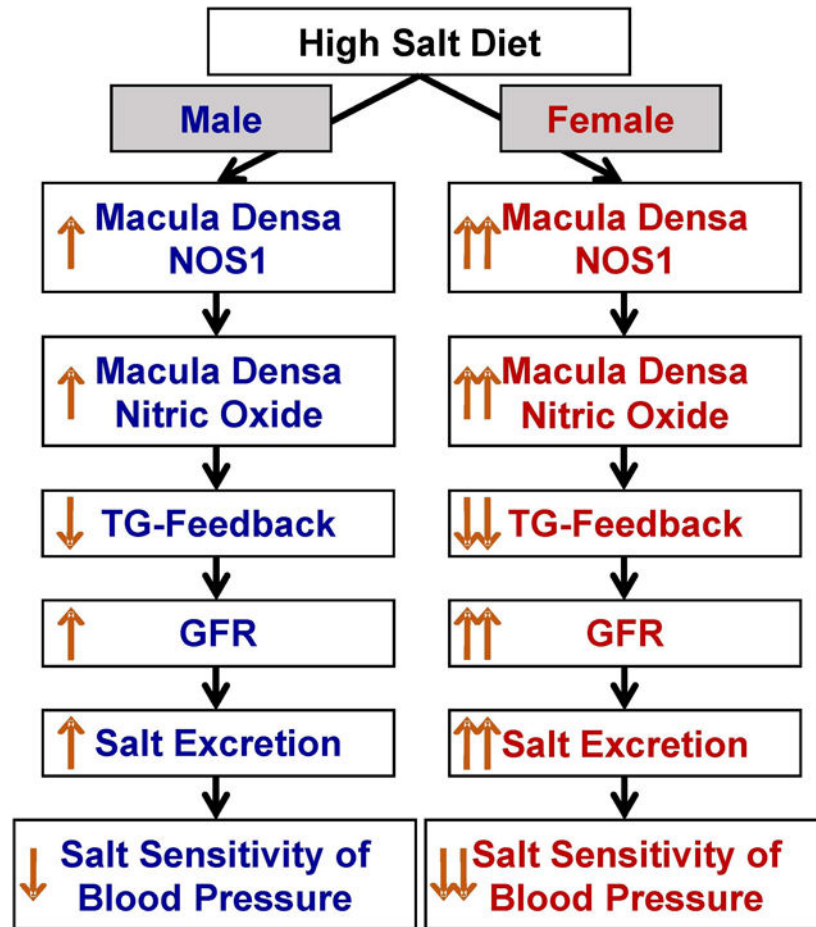 High Salt Diet
Male
Female
Macula Densa
NOS1
Macula Densa
NOS1
Macula Densa
Nitric Oxide
Macula Densa
Nitric Oxide
TG-Feedback
TG-Feedback
GFR
GFR
Salt Excretion
Salt Excretion
Salt Sensitivity of
Blood Pressure
Salt Sensitivity of
Blood Pressure